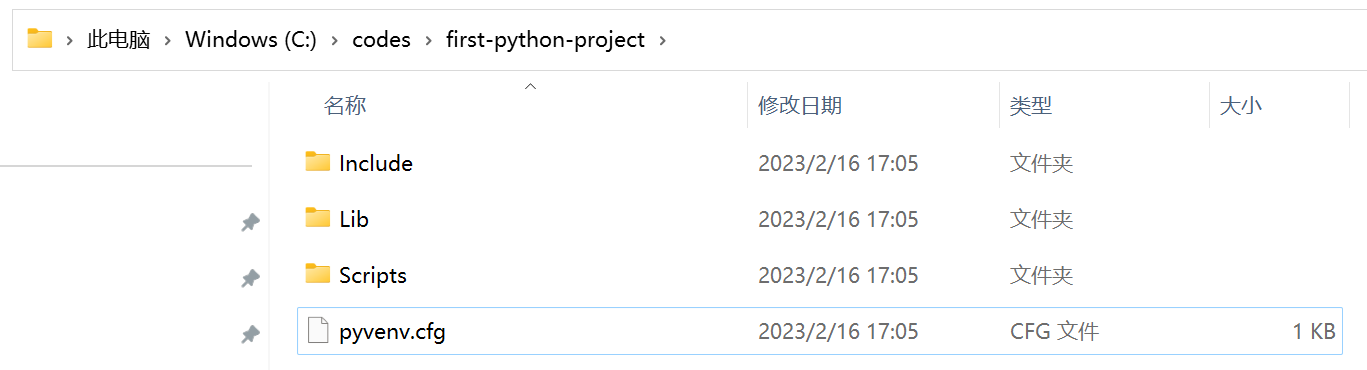 此电脑 › Windows (C:) › codes › first-python-project ›
名称 修改日期 类型 大小
Include 2023/2/16 17:05 文件夹
Lib 2023/2/16 17:05 文件夹
Scripts 2023/2/16 17:05 文件夹
pyvenv.cfg 2023/2/16 17:05 CFG 文件 1 KB